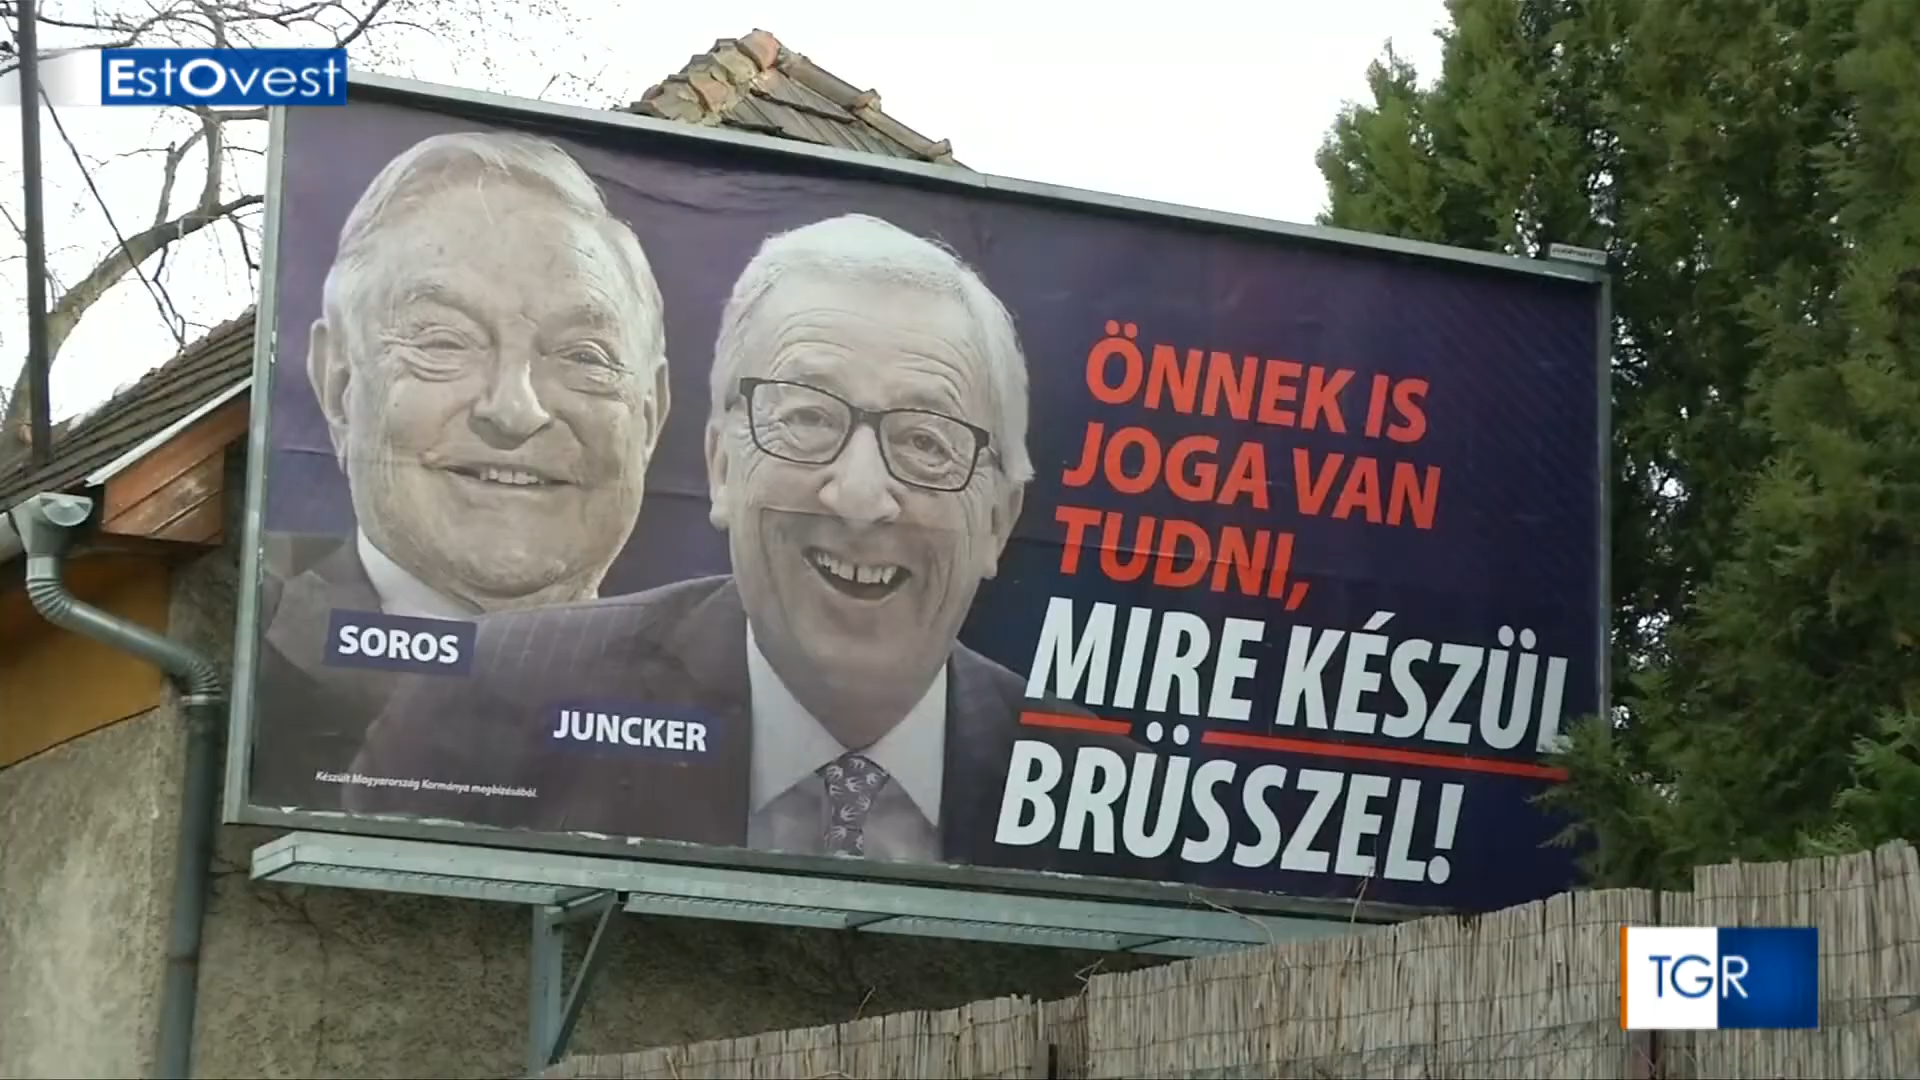 EstOvest
ÖNNEK IS
JOGA VAN
TUDNI,
MIRE KÉSZÜL
BRÜSSZEL!
SOROS
JUNCKER
Készült Magyarország Kormánya megbízásából.
TGR